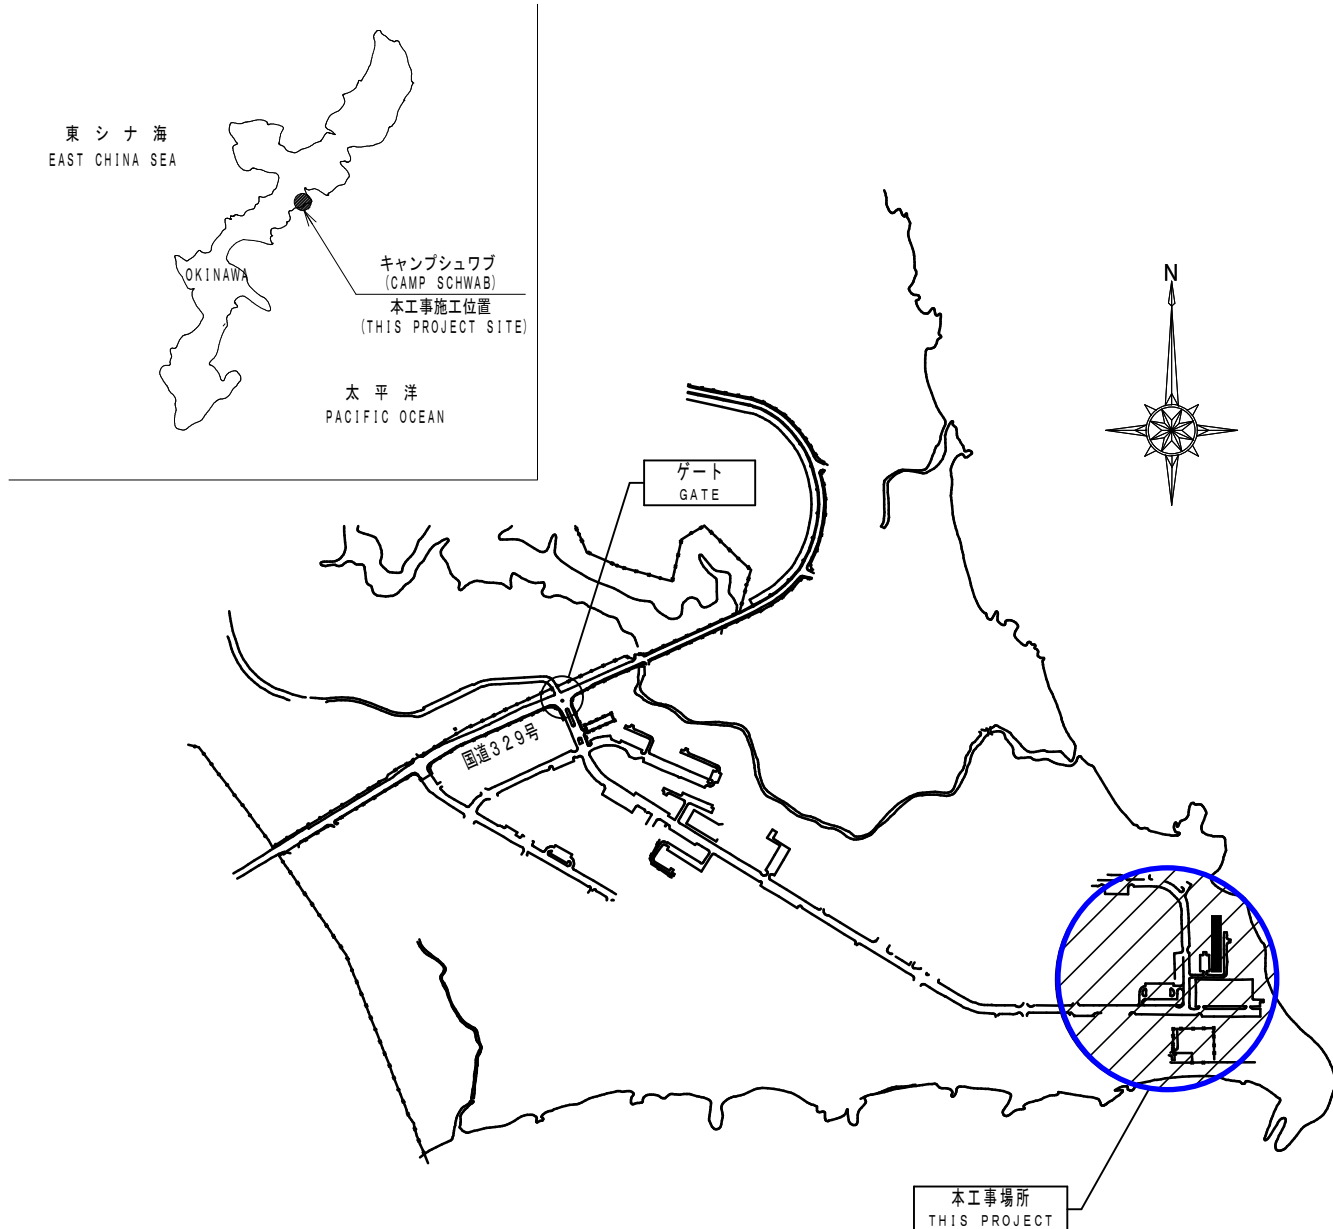 東シナ海
EAST CHINA SEA
OKINAWA
キャンプシュワブ
(CAMP SCHWAB)
本工事施工位置
(THIS PROJECT SITE)
太平洋
PACIFIC OCEAN
N
ゲート
GATE
国道329号
本工事場所
THIS PROJECT